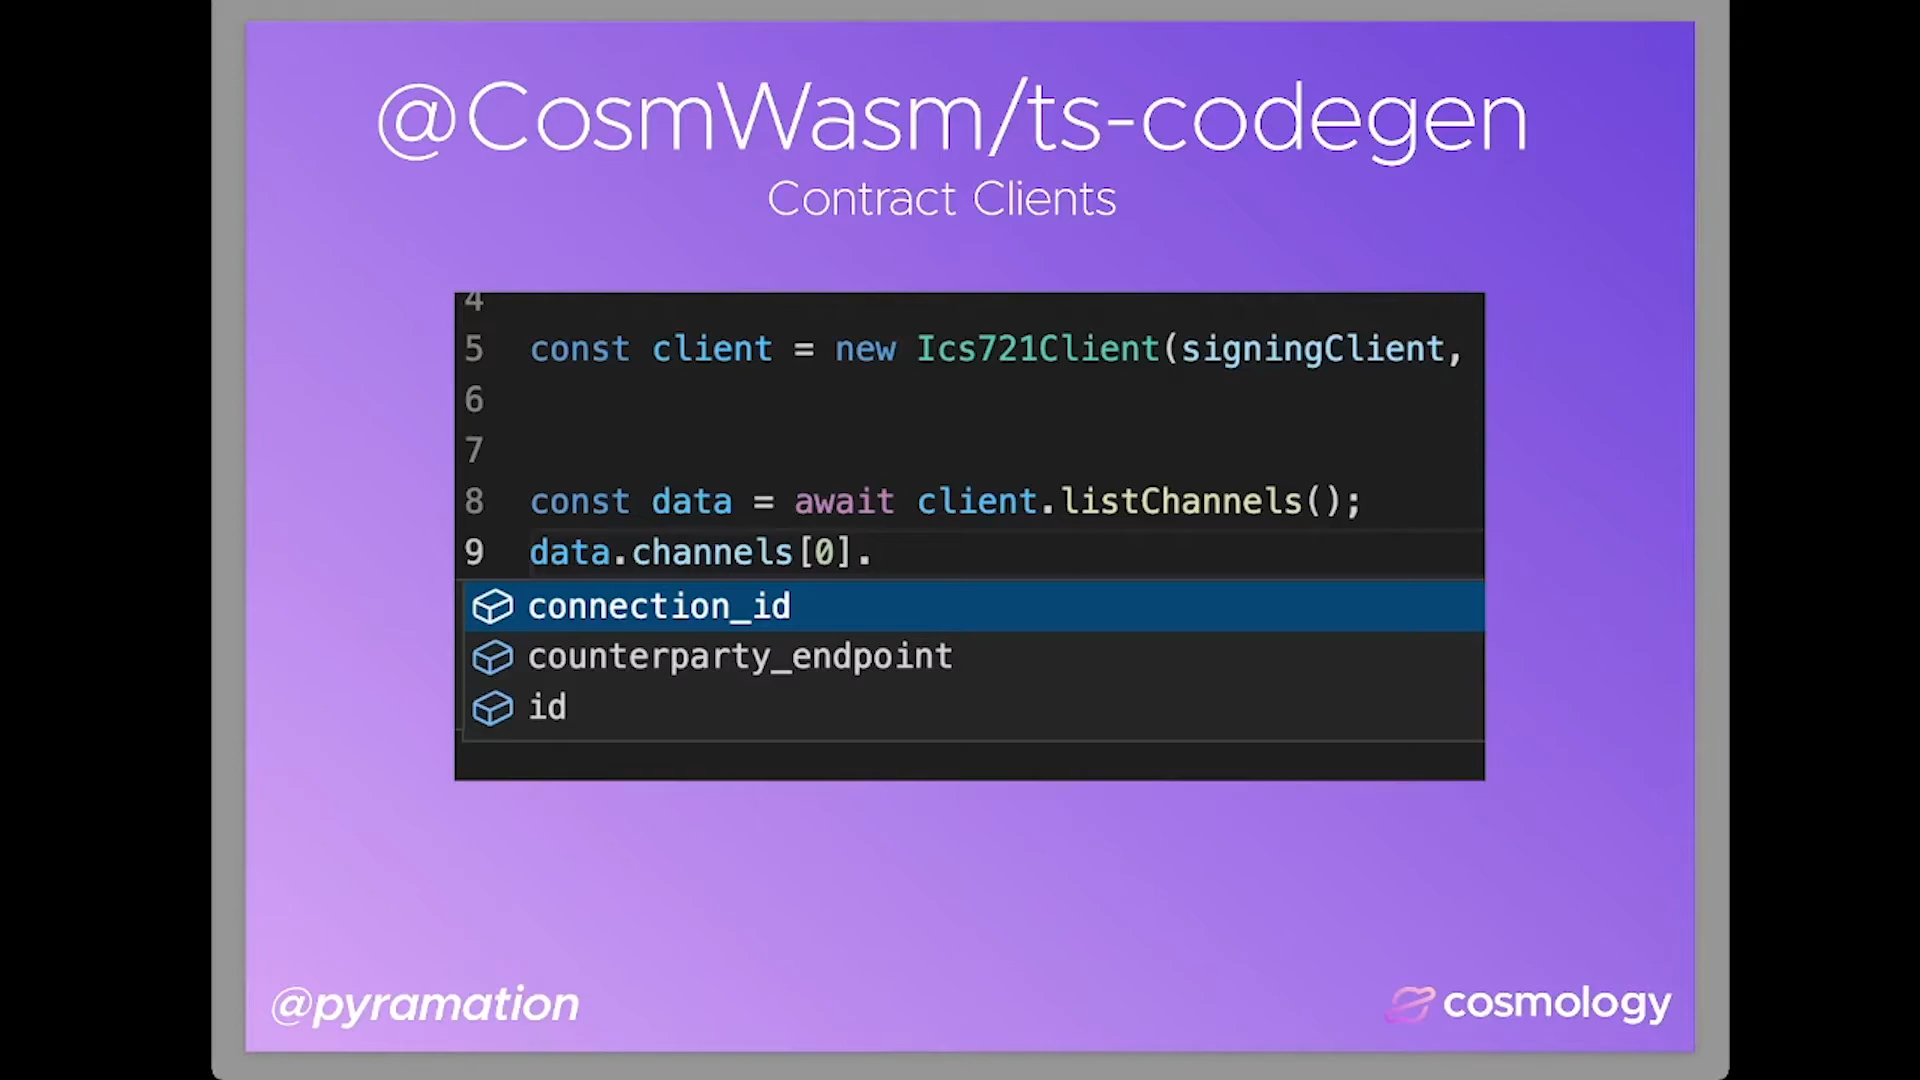 @CosmWasm/ts-codegen
Contract Clients
4
5 const client = new Ics721Client(signingClient,
6
7
8 const data = await client.listChannels();
9 data.channels[0].
connection_id
counterparty_endpoint
id
@pyramation
cosmology